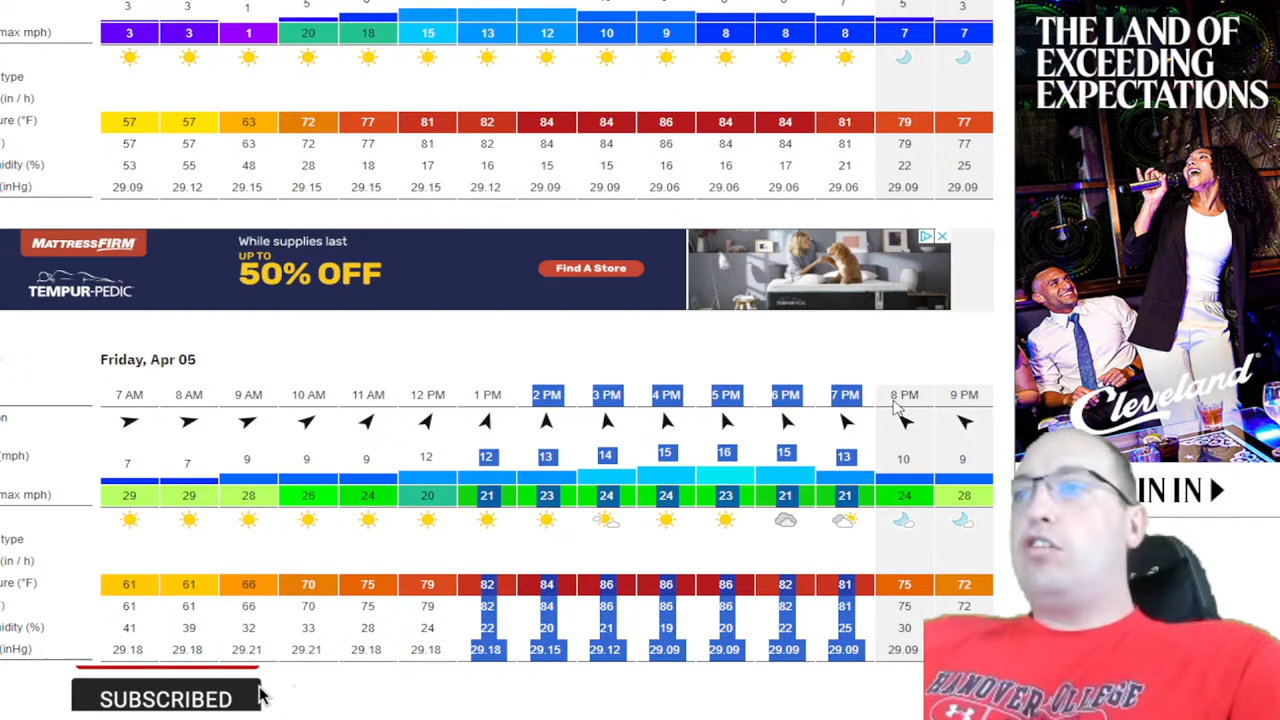 3 3 1 5 8 7 5 3
max mph) 3 3 1 20 18 15 13 12 10 9 8 8 8 7 7
type
(in / h)
ure (°F) 57 57 63 72 77 81 82 84 84 86 84 84 81 79 77
F) 57 57 63 72 77 81 82 84 84 86 84 84 81 79 77
idity (%) 53 55 48 28 18 17 16 15 15 16 16 17 21 22 25
(inHg) 29.09 29.12 29.15 29.15 29.15 29.15 29.12 29.09 29.09 29.06 29.06 29.06 29.06 29.09 29.09
MATTRESS FIRM
TEMPUR-PEDIC
While supplies last
UP TO
50% OFF
Find A Store
TEMPUR-PEDIC
Friday, Apr 05
7 AM 8 AM 9 AM 10 AM 11 AM 12 PM 1 PM 2 PM 3 PM 4 PM 5 PM 6 PM 7 PM 8 PM 9 PM
on
(mph) 7 7 9 9 9 12 12 13 14 15 16 15 13 10 9
max mph) 29 29 28 26 24 20 21 23 24 24 23 21 21 24 28
type
(in / h)
ure (°F) 61 61 66 70 75 79 82 84 86 86 86 82 81 75 72
F) 61 61 66 70 75 79 82 84 86 86 86 82 81 75 72
idity (%) 41 39 32 33 28 24 22 20 21 19 20 22 25 30
(inHg) 29.18 29.18 29.21 29.21 29.18 29.18 29.18 29.15 29.12 29.09 29.09 29.09 29.09 29.09
SUBSCRIBED
THE LAND OF
EXCEEDING
EXPECTATIONS
Cleveland®
IN IN
HANOVER COLLEGE